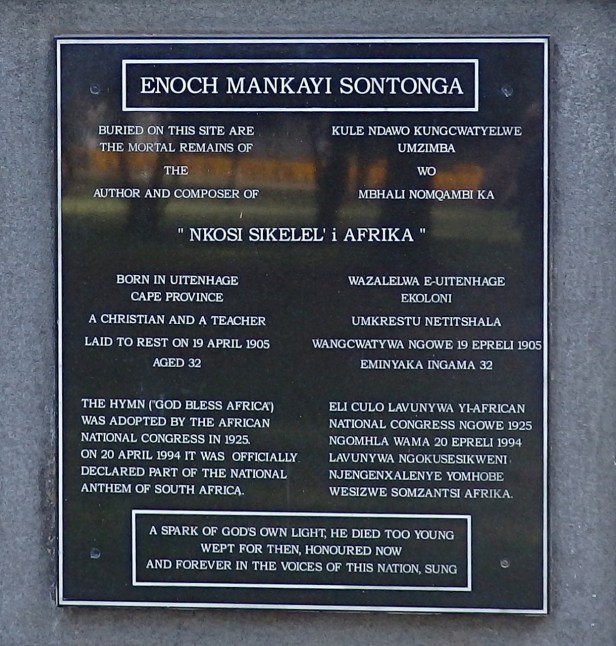 ENOCH MANKAYI SONTONGA
BURIED ON THIS SITE ARE
THE MORTAL REMAINS OF
THE
AUTHOR AND COMPOSER OF
KULE NDAWO KUNGCWATYELWE
UMZIMBA
WO
MBHALI NOMQAMBI KA
" NKOSI SIKELEL' i AFRIKA "
BORN IN UITENHAGE
CAPE PROVINCE
A CHRISTIAN AND A TEACHER
LAID TO REST ON 19 APRIL 1905
AGED 32
WAZALELWA E-UITENHAGE
EKOLONI
UMKRESTU NETITSHALA
WANGCWATYWA NGOWE 19 EPRELI 1905
EMINYAKA INGAMA 32
THE HYMN ("GOD BLESS AFRICA")
WAS ADOPTED BY THE AFRICAN
NATIONAL CONGRESS IN 1925.
ON 20 APRIL 1994 IT WAS OFFICIALLY
DECLARED PART OF THE NATIONAL
ANTHEM OF SOUTH AFRICA.
ELI CULO LAVUNYWA YI-AFRICAN
NATIONAL CONGRESS NGOWE 1925
NGOMHLA WAMA 20 EPRELI 1994
LAVUNYWA NGOKUSESIKWENI
NJENGENXALENYE YOMHOBE
WESIZWE SOMZANTSI AFRIKA.
A SPARK OF GOD'S OWN LIGHT, HE DIED TOO YOUNG
WEPT FOR THEN, HONOURED NOW
AND FOREVER IN THE VOICES OF THIS NATION, SUNG